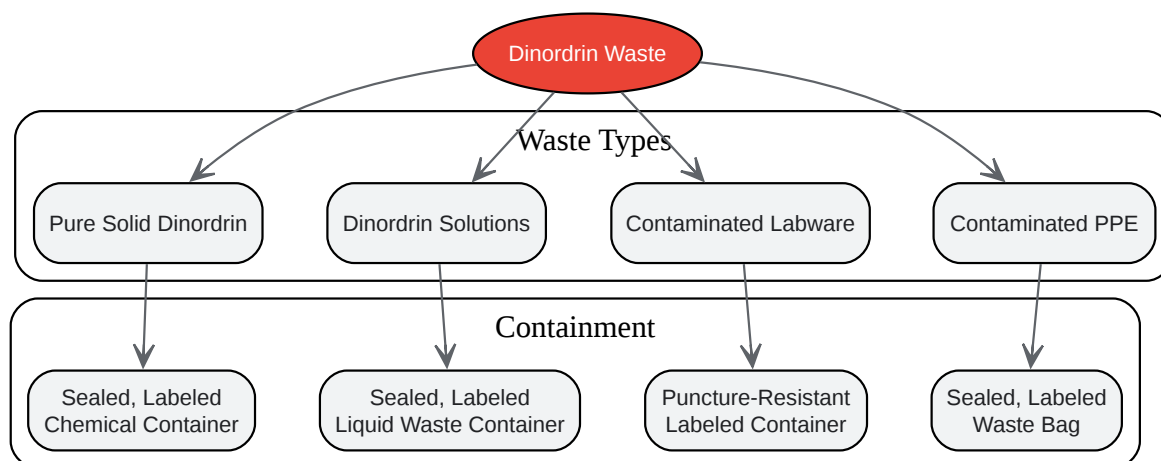 Dinordrin Waste
Waste Types
Pure Solid Dinordrin
Dinordrin Solutions
Contaminated Labware
Contaminated PPE
Containment
Sealed, Labeled
Chemical Container
Sealed, Labeled
Liquid Waste Container
Puncture-Resistant
Labeled Container
Sealed, Labeled
Waste Bag